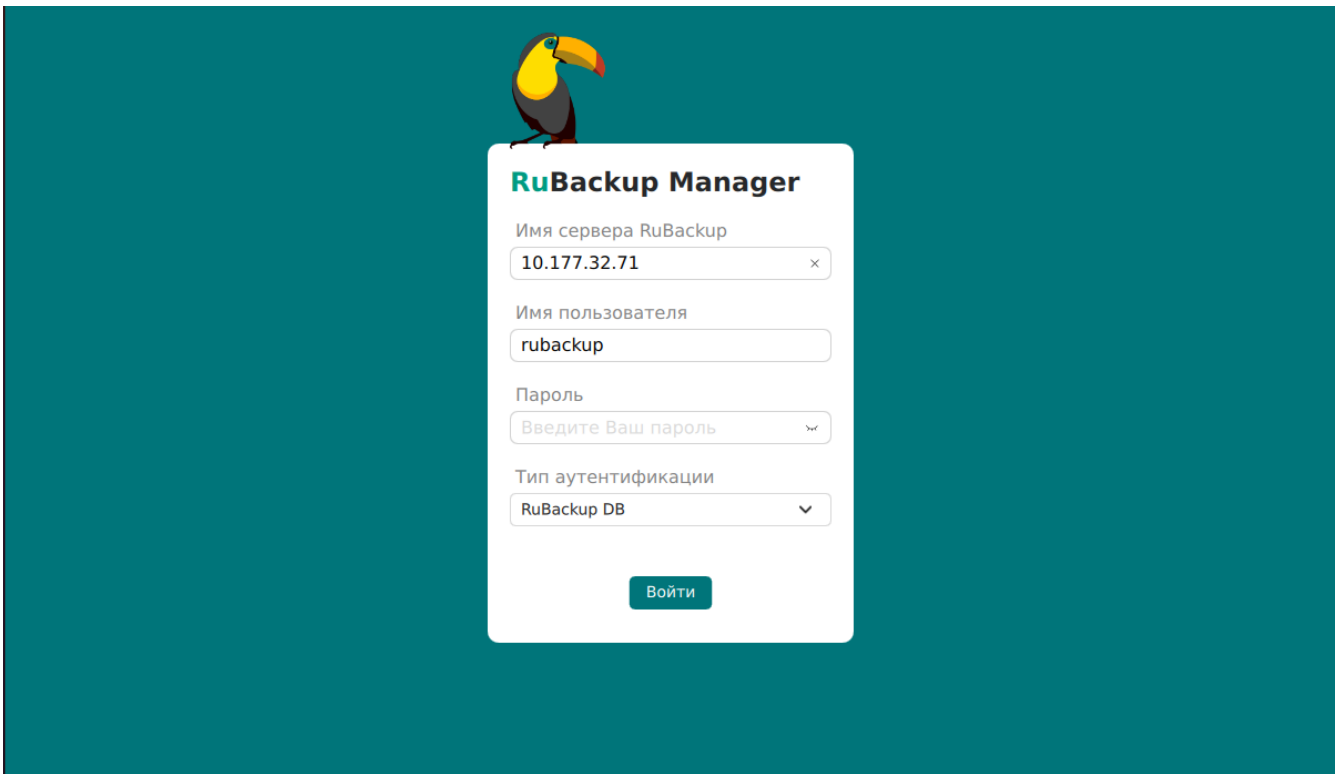 RuBackup Manager
Имя сервера RuBackup
10.177.32.71
Имя пользователя
rubackup
Пароль
Введите Ваш пароль
Тип аутентификации
RuBackup DB
Войти